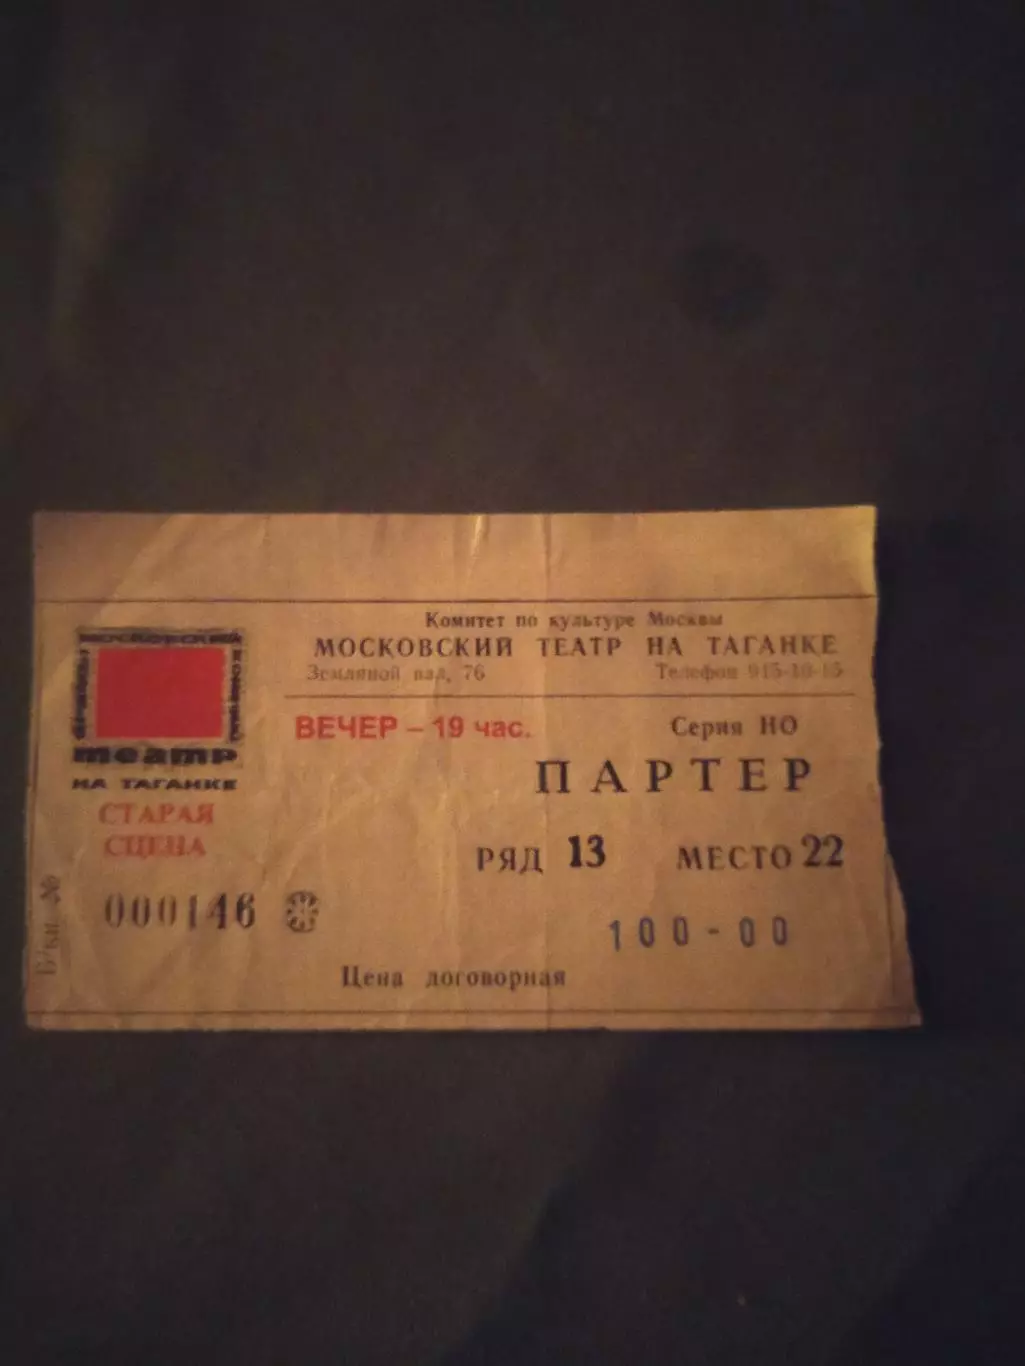 Комитет по культуре Москвы
МОСКОВСКИЙ ТЕАТР НА ТАГАНКЕ
Земляной вал, 76 Телефон 915-10-15
театр
НА ТАГАНКЕ
СТАРАЯ
СЦЕНА
ВЕЧЕР – 19 час. Серия НО
ПАРТЕР
РЯД 13 МЕСТО 22
000146
100-00
Цена договорная